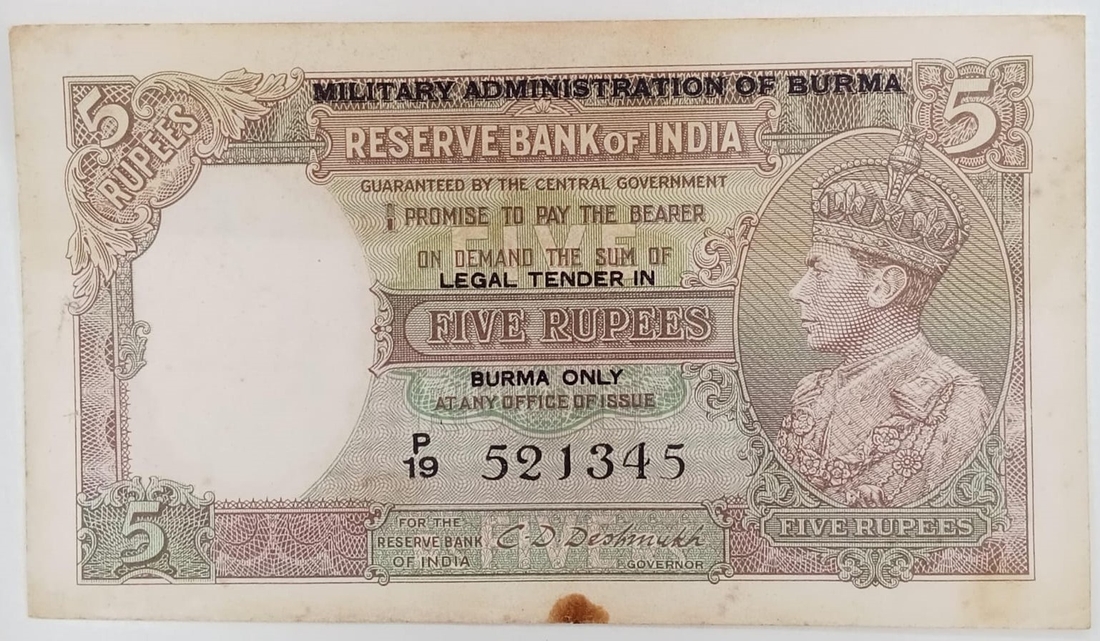 MILITARY ADMINISTRATION OF BURMA
5
RUPEES
5
RESERVE BANK OF INDIA
GUARANTEED BY THE CENTRAL GOVERNMENT
I PROMISE TO PAY THE BEARER
FIVE
ON DEMAND THE SUM OF
LEGAL TENDER IN
FIVE RUPEES
BURMA ONLY
AT ANY OFFICE OF ISSUE
P
19 521345
5
FOR THE
RESERVE BANK
OF INDIA
FIVE
C. D. Deshmukh
GOVERNOR
FIVE RUPEES